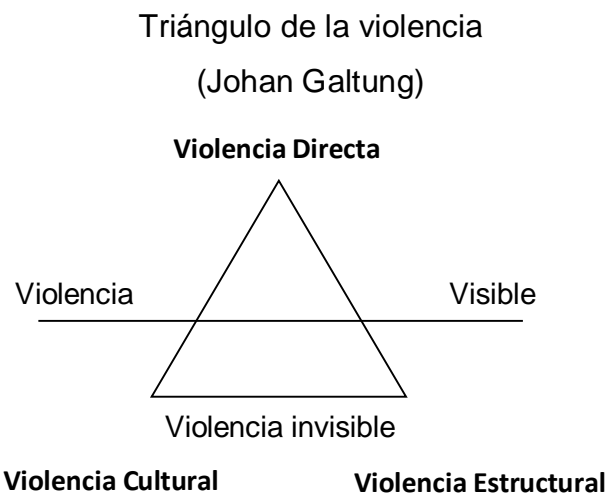 Triángulo de la violencia
(Johan Galtung)
Violencia Directa
Violencia Visible
Violencia invisible
Violencia Cultural Violencia Estructural